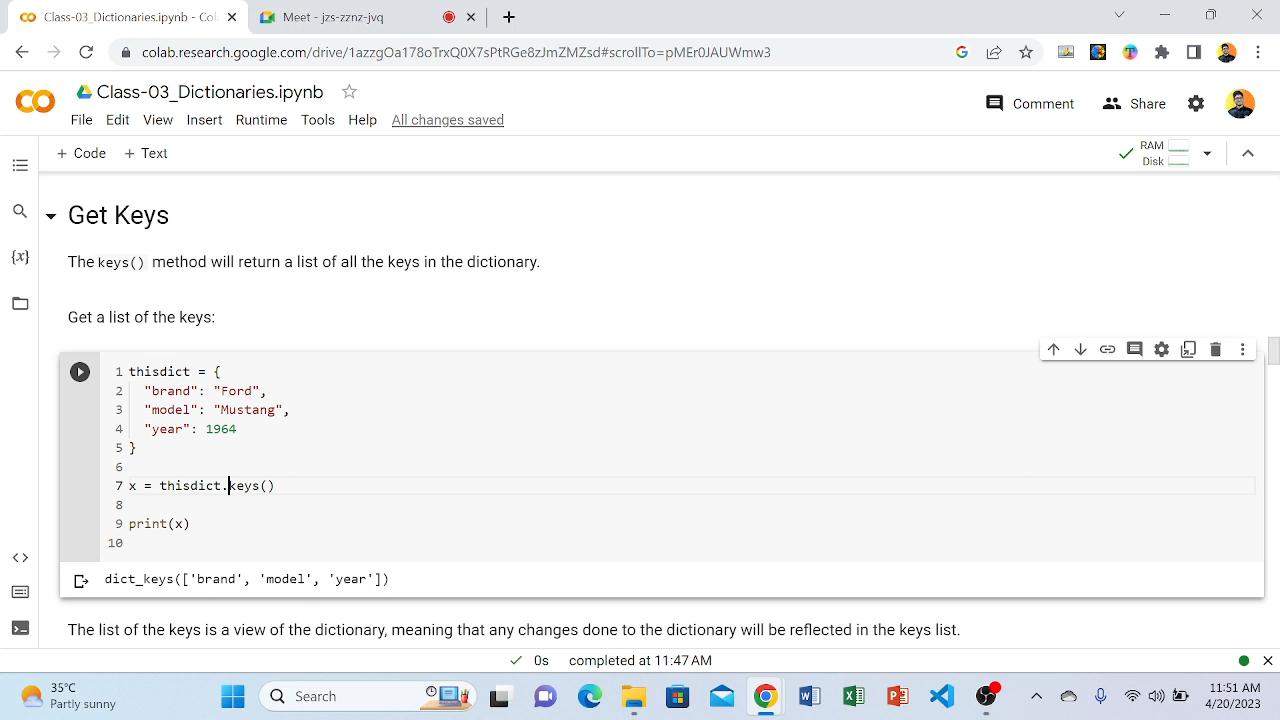 Class-03_Dictionaries.ipynb - Col
Meet - jzs-zznz-jvq
colab.research.google.com/drive/1azzgOa178oTrxQ0X7sPtRGe8zJmZMZsd#scrollTo=pMEr0JAUWmw3
Class-03_Dictionaries.ipynb
Comment
Share
File Edit View Insert Runtime Tools Help All changes saved
+ Code + Text
RAM
Disk
Get Keys
{x}
The keys() method will return a list of all the keys in the dictionary.
Get a list of the keys:
1 thisdict = {
2 "brand": "Ford",
3 "model": "Mustang",
4 "year": 1964
5 }
6
7 x = thisdict.keys()
8
9 print(x)
10
dict_keys(['brand', 'model', 'year'])
The list of the keys is a view of the dictionary, meaning that any changes done to the dictionary will be reflected in the keys list.
0s completed at 11:47 AM
35°C
Partly sunny
Search
11:51 AM
4/20/2023